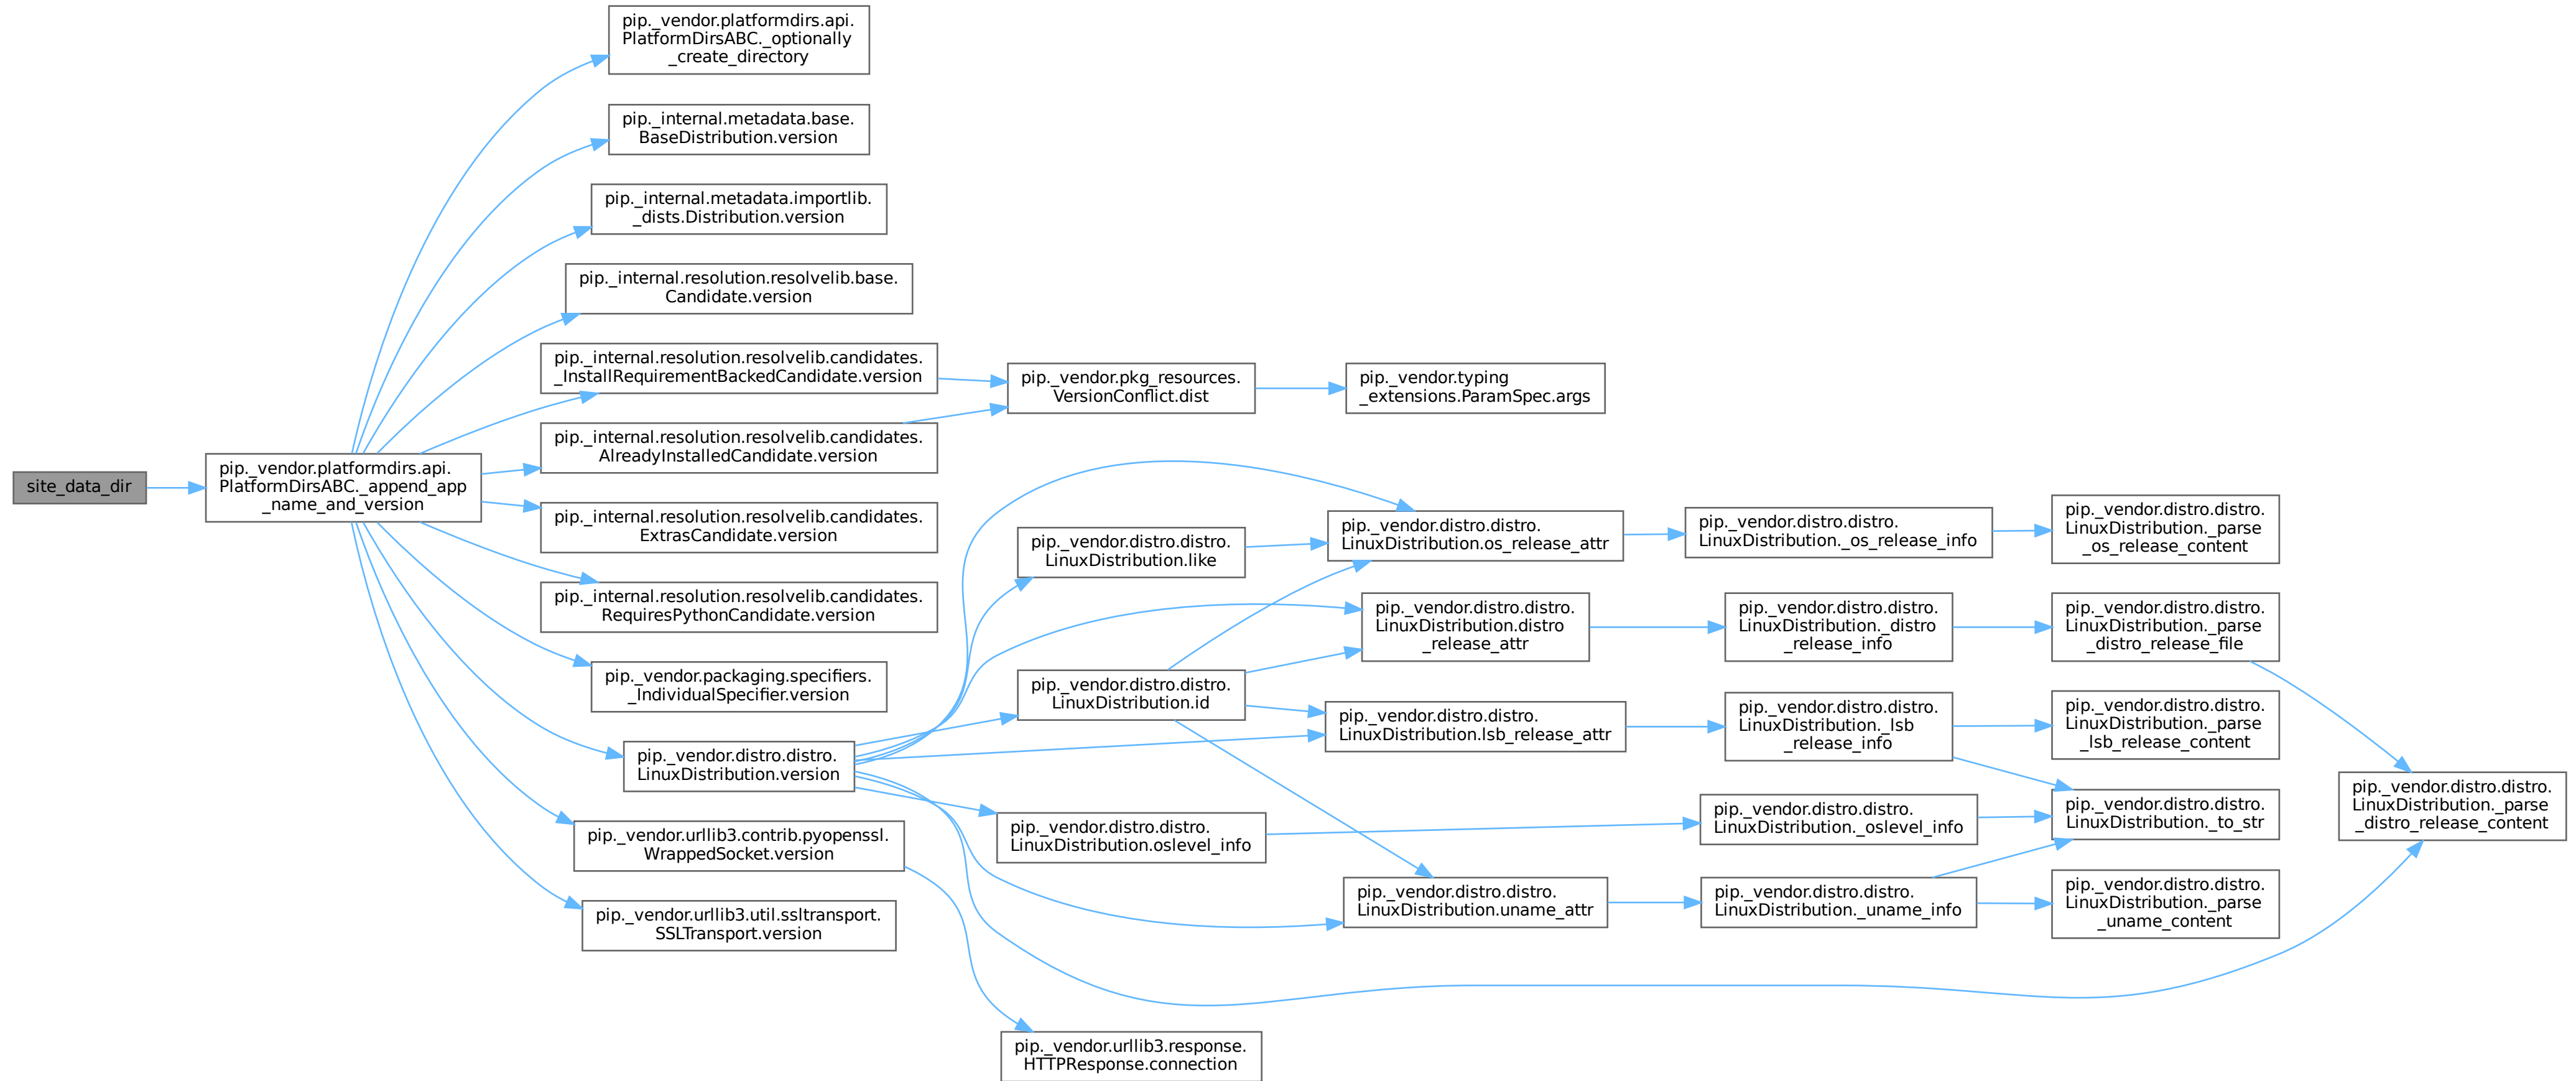 site_data_dir
pip._vendor.platformdirs.api.
PlatformDirsABC._append_app
_name_and_version
pip._vendor.platformdirs.api.
PlatformDirsABC._optionally
_create_directory
pip._internal.metadata.base.
BaseDistribution.version
pip._internal.metadata.importlib.
_dists.Distribution.version
pip._internal.resolution.resolvelib.base.
Candidate.version
pip._internal.resolution.resolvelib.candidates.
_InstallRequirementBackedCandidate.version
pip._internal.resolution.resolvelib.candidates.
AlreadyInstalledCandidate.version
pip._internal.resolution.resolvelib.candidates.
ExtrasCandidate.version
pip._internal.resolution.resolvelib.candidates.
RequiresPythonCandidate.version
pip._vendor.packaging.specifiers.
_IndividualSpecifier.version
pip._vendor.distro.distro.
LinuxDistribution.version
pip._vendor.urllib3.contrib.pyopenssl.
WrappedSocket.version
pip._vendor.urllib3.util.ssltransport.
SSLTransport.version
pip._vendor.pkg_resources.
VersionConflict.dist
pip._vendor.distro.distro.
LinuxDistribution.like
pip._vendor.distro.distro.
LinuxDistribution.id
pip._vendor.distro.distro.
LinuxDistribution.oslevel_info
pip._vendor.urllib3.response.
HTTPResponse.connection
pip._vendor.typing
_extensions.ParamSpec.args
pip._vendor.distro.distro.
LinuxDistribution.os_release_attr
pip._vendor.distro.distro.
LinuxDistribution.distro
_release_attr
pip._vendor.distro.distro.
LinuxDistribution.lsb_release_attr
pip._vendor.distro.distro.
LinuxDistribution.uname_attr
pip._vendor.distro.distro.
LinuxDistribution._os_release_info
pip._vendor.distro.distro.
LinuxDistribution._distro
_release_info
pip._vendor.distro.distro.
LinuxDistribution._lsb
_release_info
pip._vendor.distro.distro.
LinuxDistribution._oslevel_info
pip._vendor.distro.distro.
LinuxDistribution._uname_info
pip._vendor.distro.distro.
LinuxDistribution._parse
_os_release_content
pip._vendor.distro.distro.
LinuxDistribution._parse
_distro_release_file
pip._vendor.distro.distro.
LinuxDistribution._parse
_lsb_release_content
pip._vendor.distro.distro.
LinuxDistribution._to_str
pip._vendor.distro.distro.
LinuxDistribution._parse
_uname_content
pip._vendor.distro.distro.
LinuxDistribution._parse
_distro_release_content